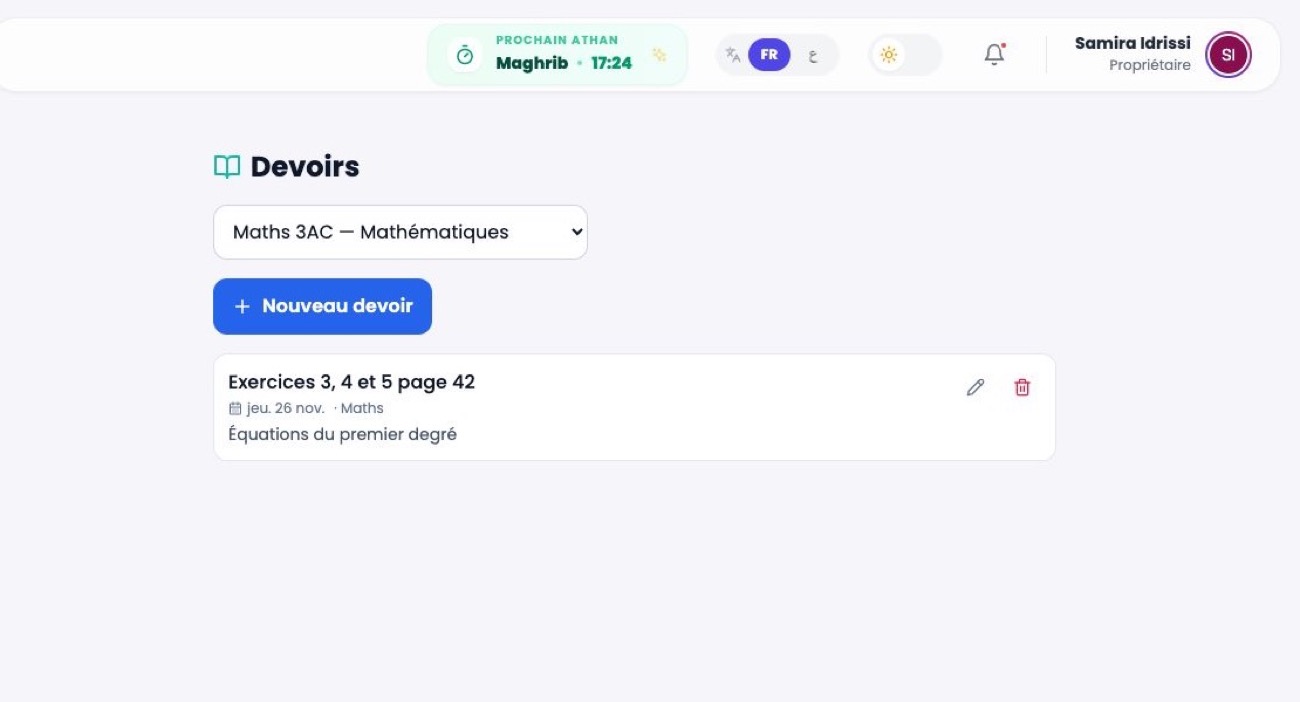 PROCHAIN ATHAN
Maghrib • 17:24
FR
ع
Samira Idrissi
Propriétaire
SI
Devoirs
Maths 3AC — Mathématiques
+ Nouveau devoir
Exercices 3, 4 et 5 page 42
jeu. 26 nov. · Maths
Équations du premier degré